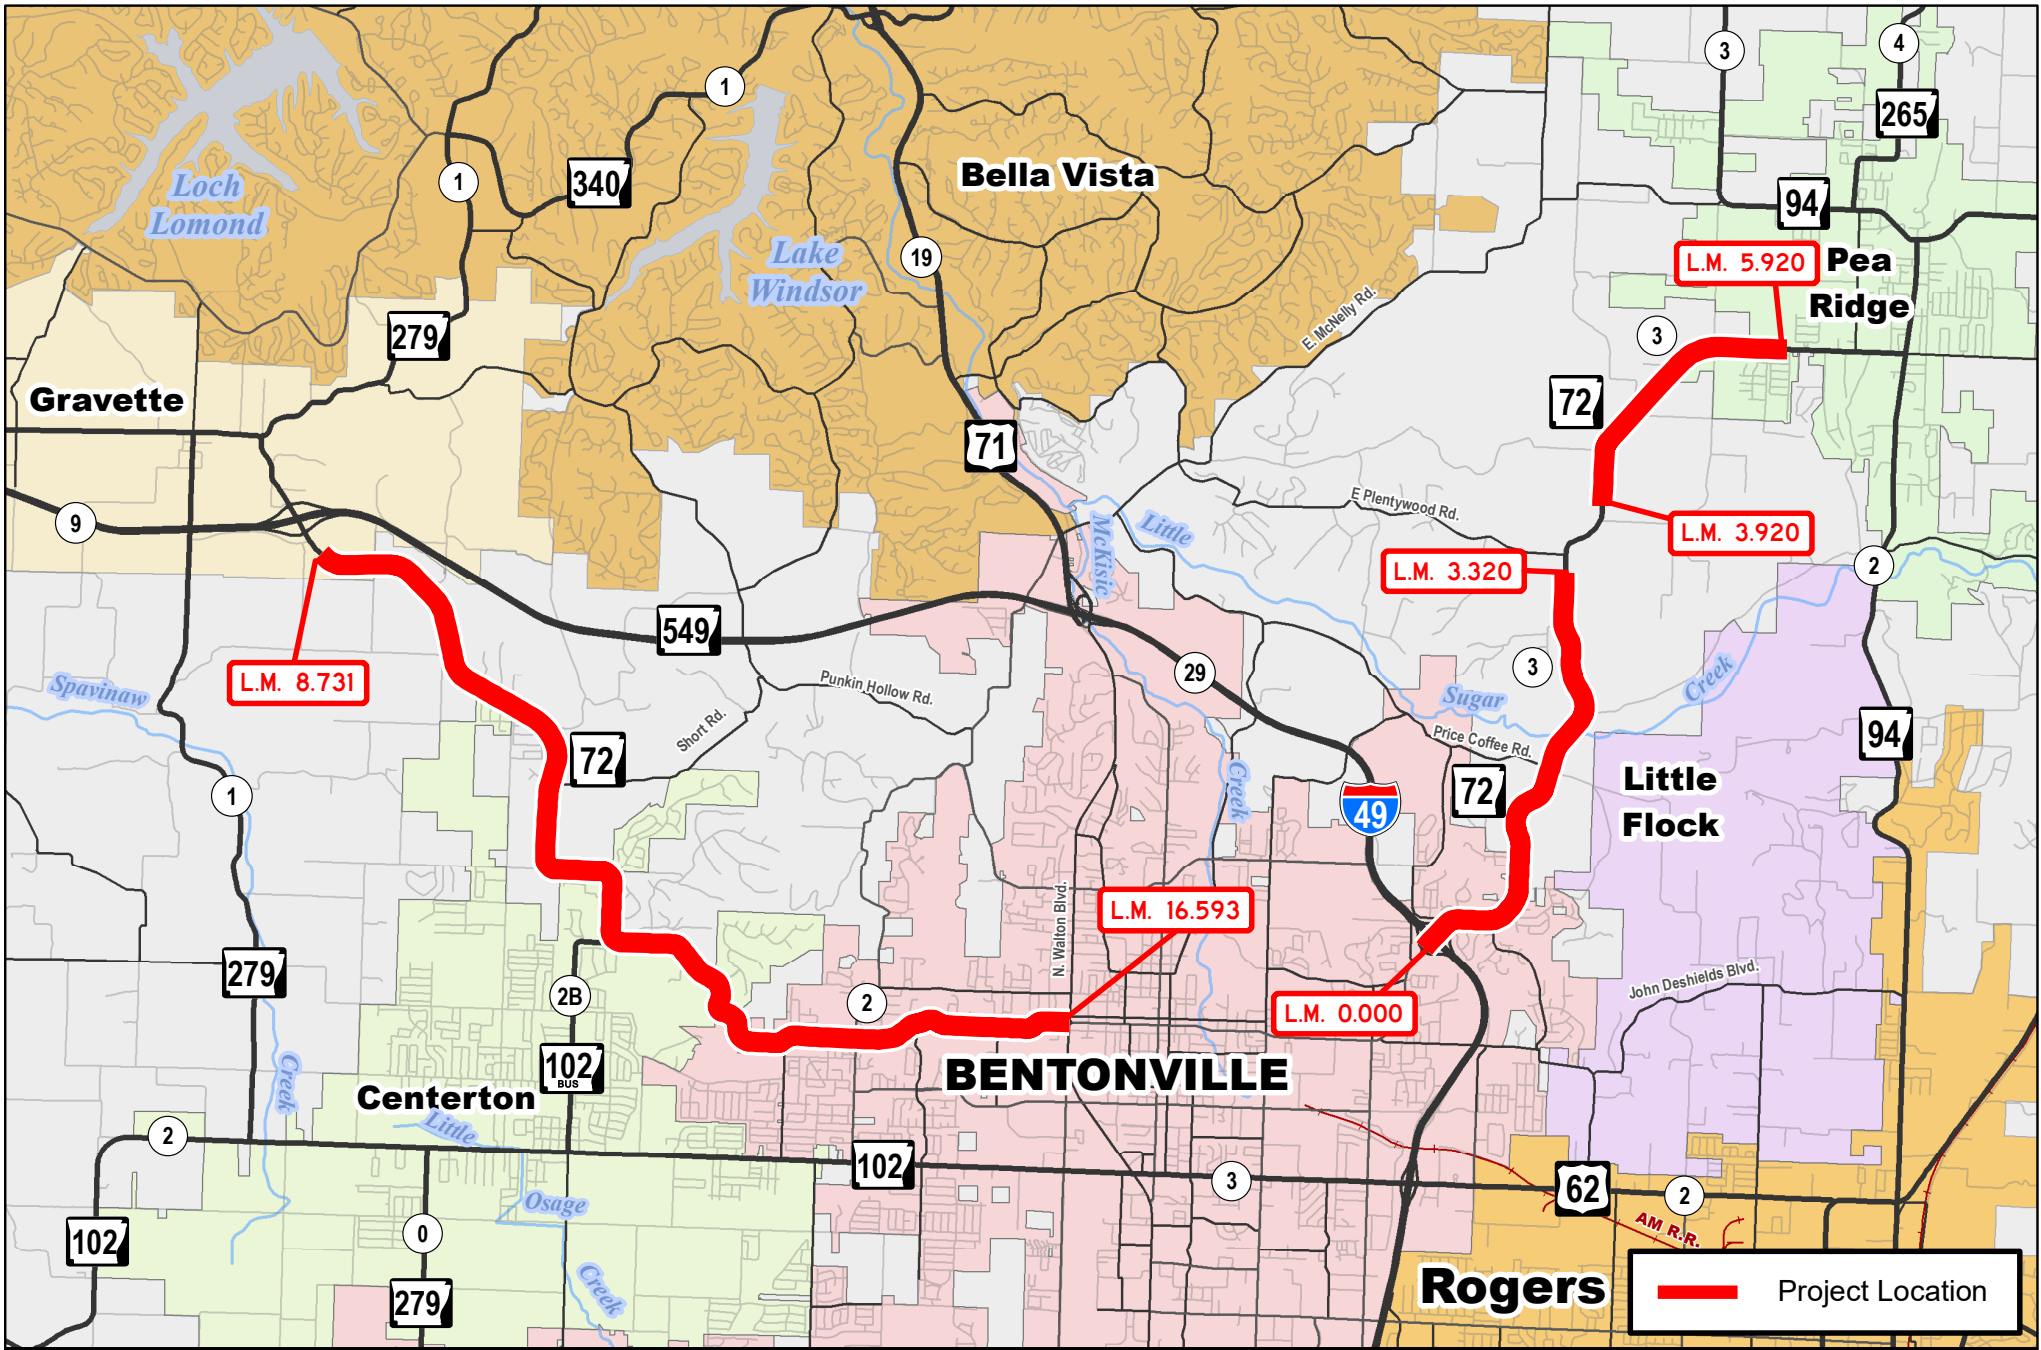 3
4
265
1
340
1
Loch
Lomond
Bella Vista
94
Lake
Windsor
19
L.M. 5.920
Pea
Ridge
279
E. McNelly Rd.
3
Gravette
72
71
9
E Plentywood Rd.
Little
McKisic
L.M. 3.920
L.M. 3.320
2
549
29
3
L.M. 8.731
Spavinaw
Punkin Hollow Rd.
Sugar
Creek
Short Rd.
Price Coffee Rd.
94
72
72
Little
Flock
1
Creek
49
N. Walton Blvd.
L.M. 16.593
279
2B
2
L.M. 0.000
John Deshields Blvd.
102
BUS
BENTONVILLE
Creek
Centerton
Little
2
102
3
62
2
Osage
102
0
AM R.R.
279
Creek
Rogers
Project Location